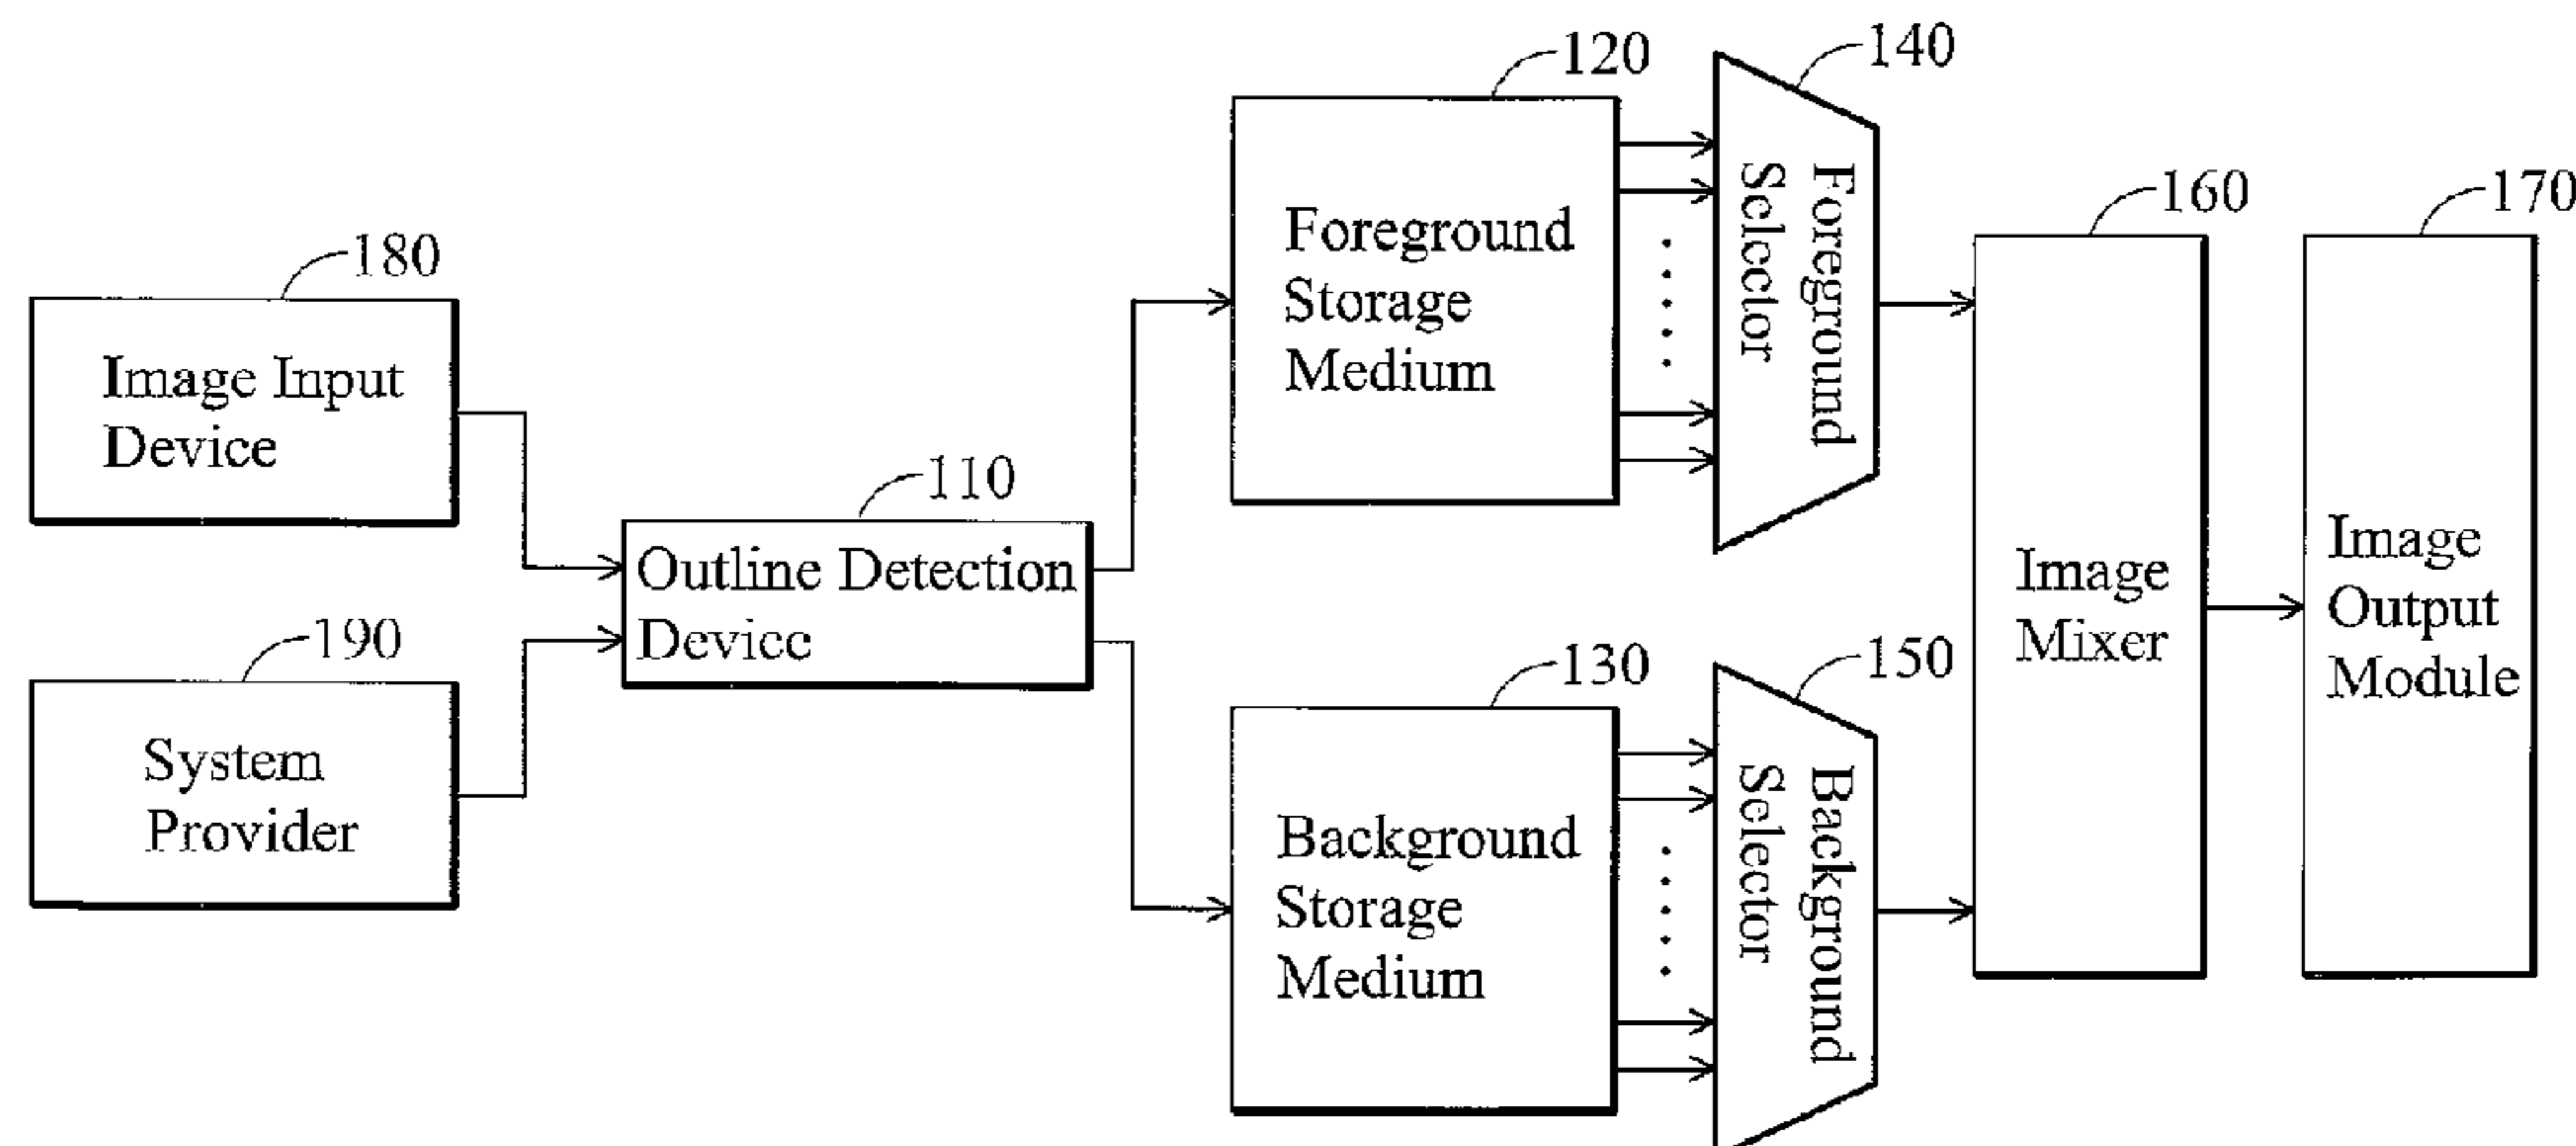 180
Image Input
Device
190
System
Provider
110
Outline Detection
Device
120
Foreground
Storage
Medium
140
Foreground
Selector
130
Background
Storage
Medium
150
Background
Selector
160
Image
Mixer
170
Image
Output
Module